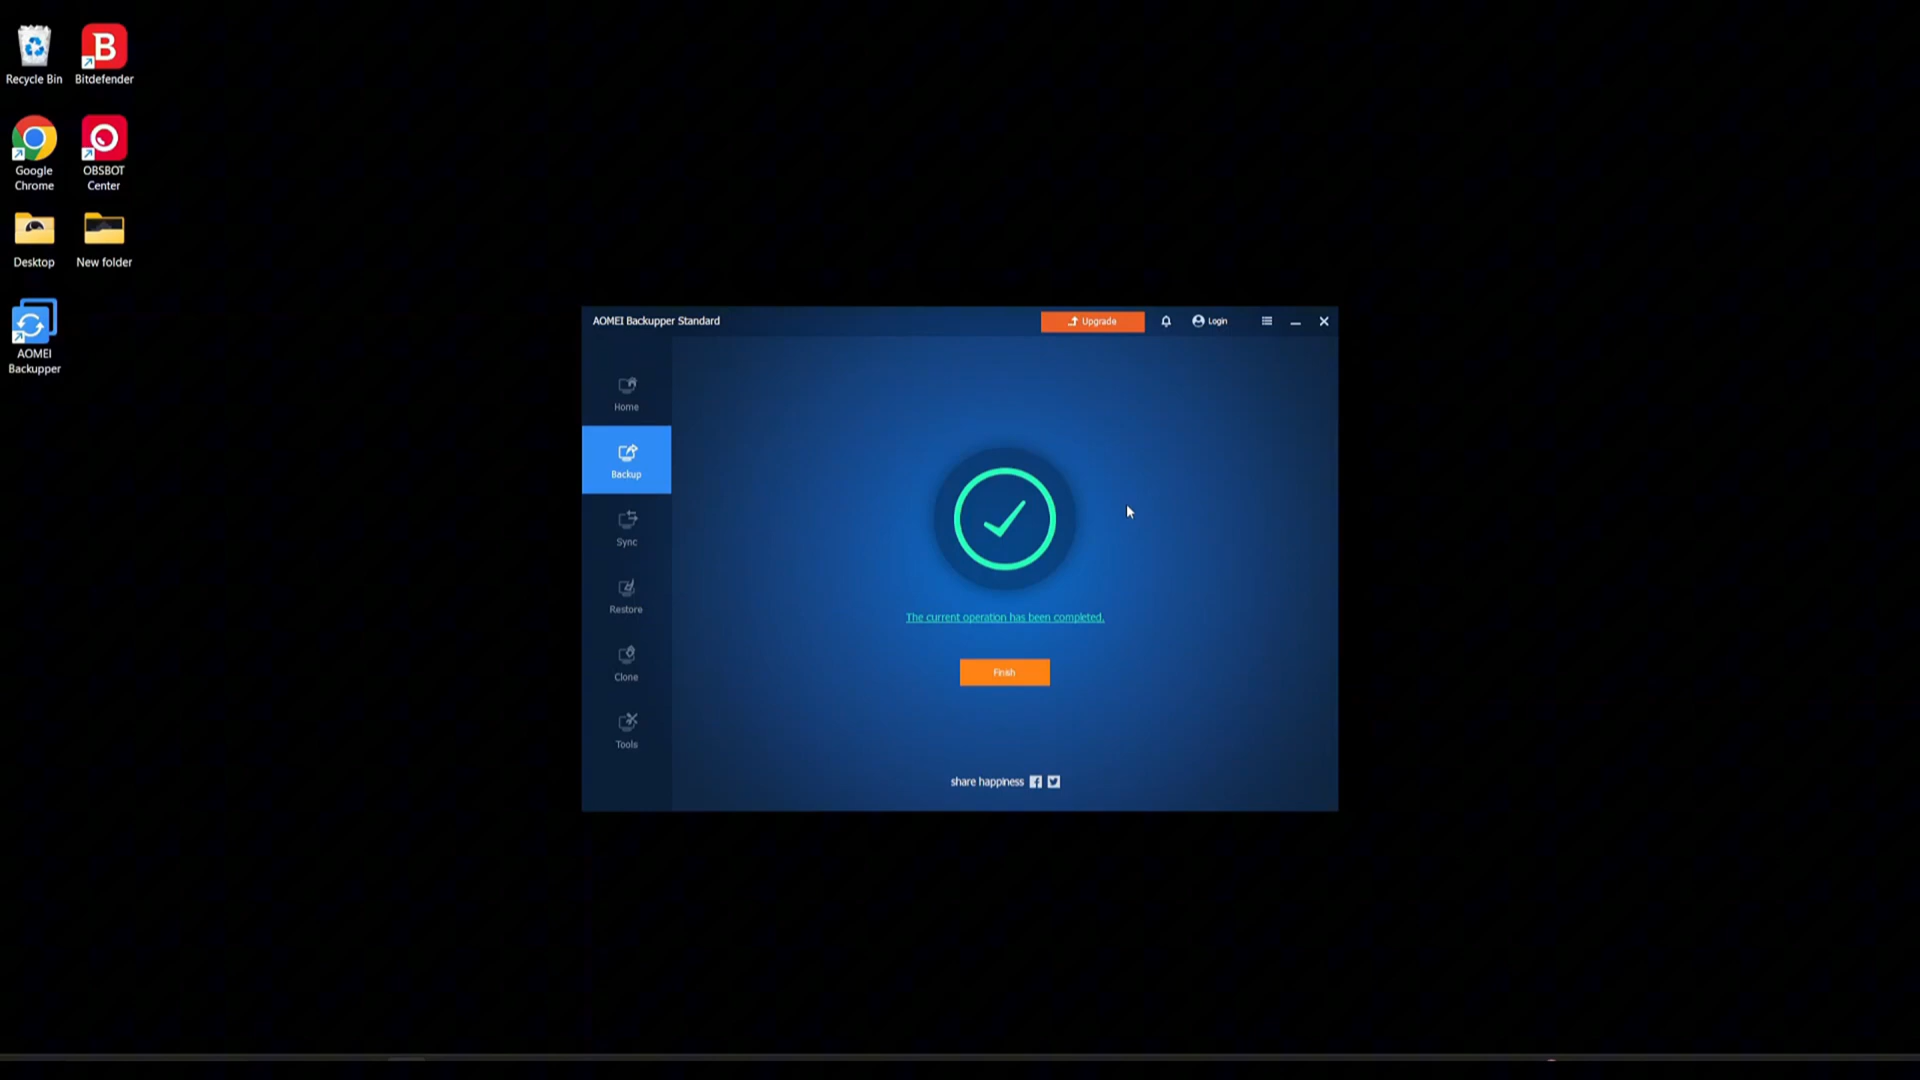 Recycle Bin
Bitdefender
Google
Chrome
OBSBOT
Center
Desktop
New folder
AOMEI
Backupper
AOMEI Backupper Standard
Upgrade
Login
Home
Backup
Sync
Restore
Clone
Tools
The current operation has been completed.
Finish
share happiness